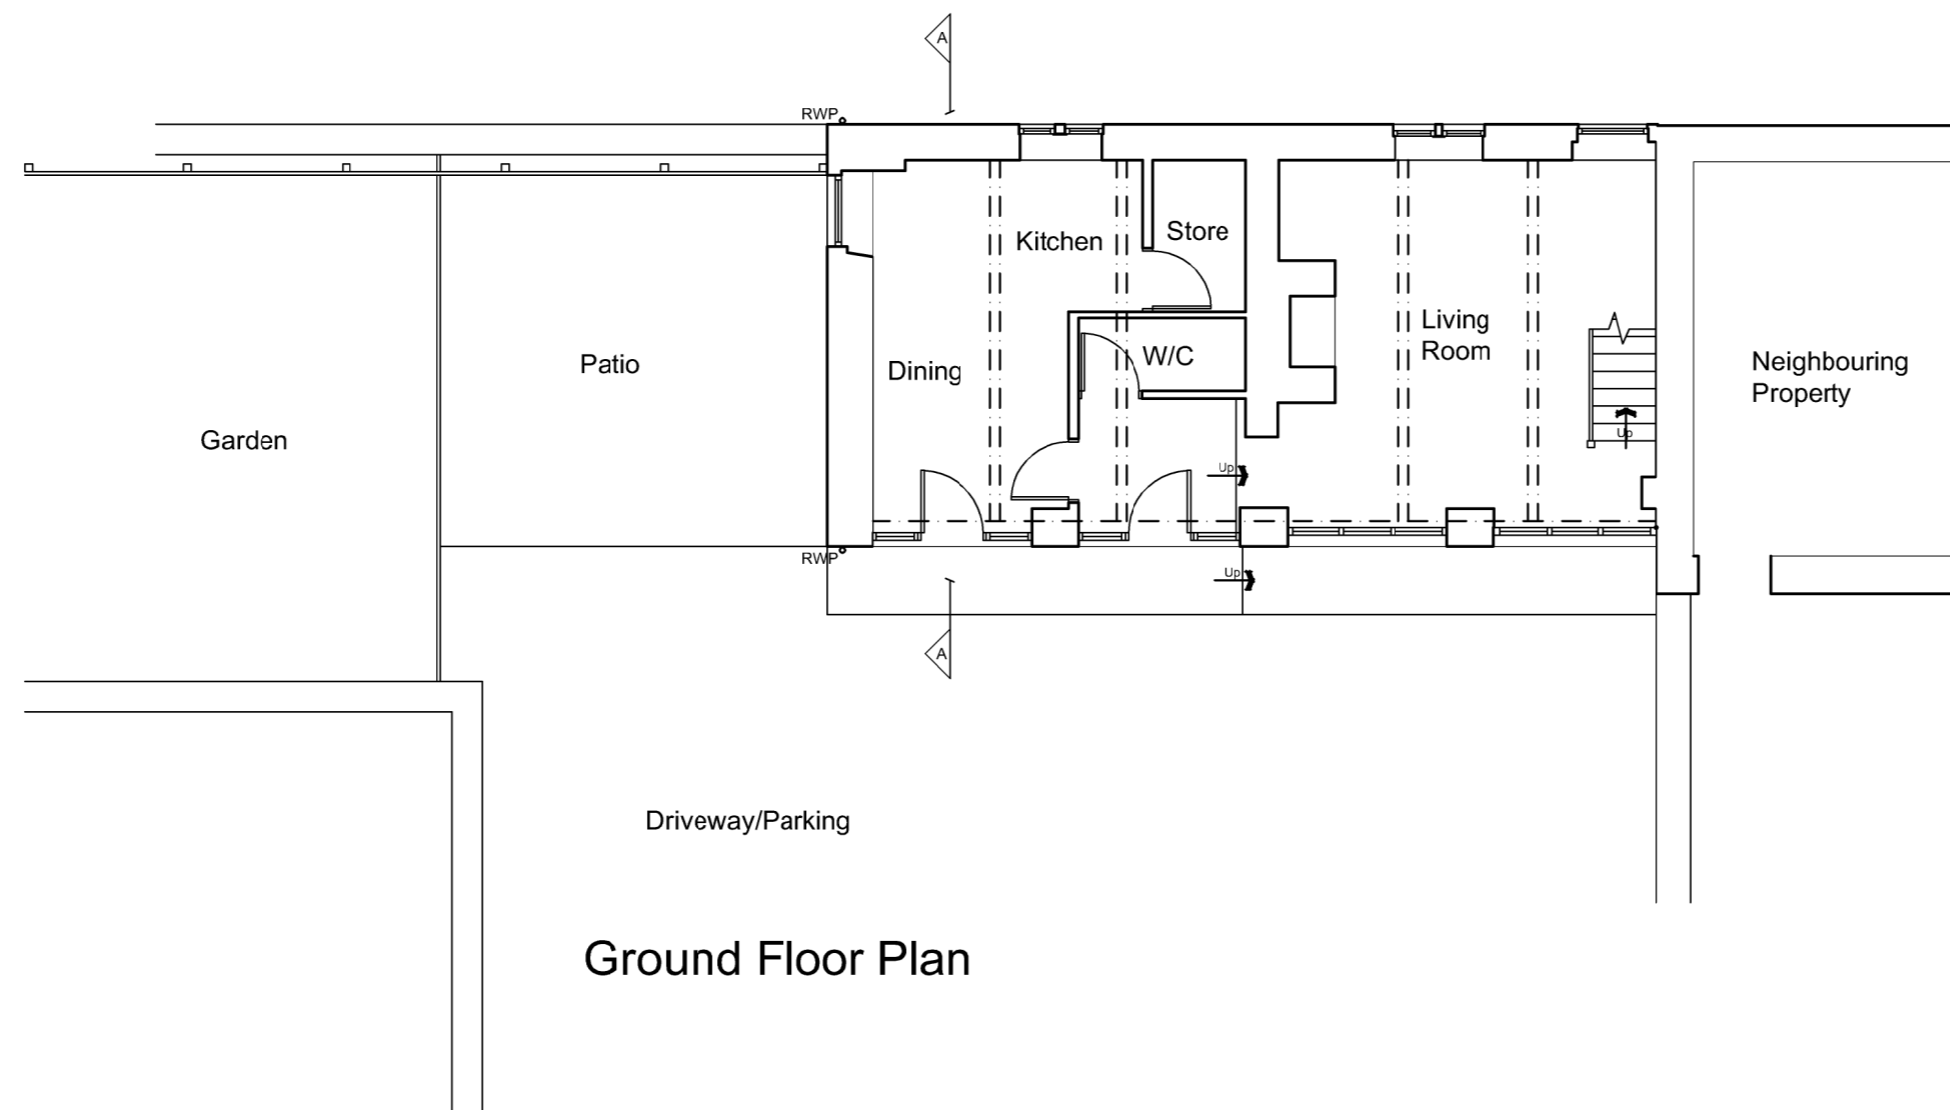 A
RWP
Kitchen
Store
Living
Room
W/C
Dining
Patio
Neighbouring
Property
Garden
Up
Up
RWP
Up
A
Driveway/Parking
Ground Floor Plan